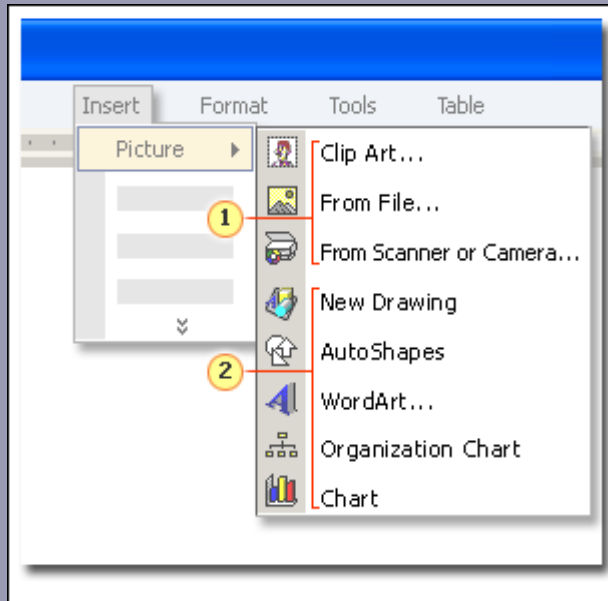 Insert Format Tools Table
Picture
Clip Art...
From File...
1
From Scanner or Camera...
New Drawing
AutoShapes
2
WordArt...
Organization Chart
Chart